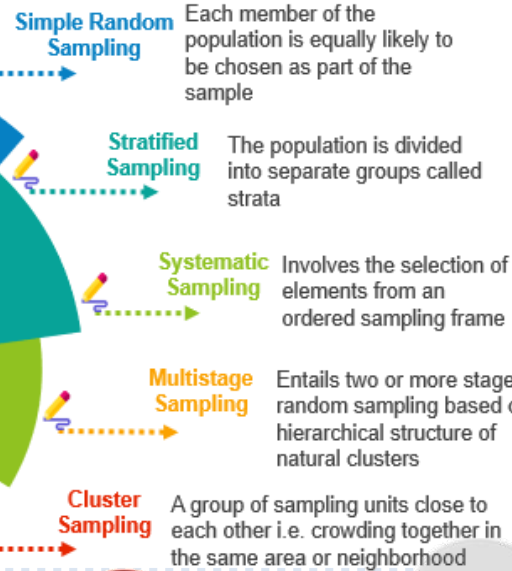 Simple Random
Sampling
Each member of the
population is equally likely to
be chosen as part of the
sample
Stratified
Sampling
The population is divided
into separate groups called
strata
Systematic
Sampling
Involves the selection of
elements from an
ordered sampling frame
Multistage
Sampling
Entails two or more stage
random sampling based
hierarchical structure of
natural clusters
Cluster
Sampling
A group of sampling units close to
each other i.e. crowding together in
the same area or neighborhood